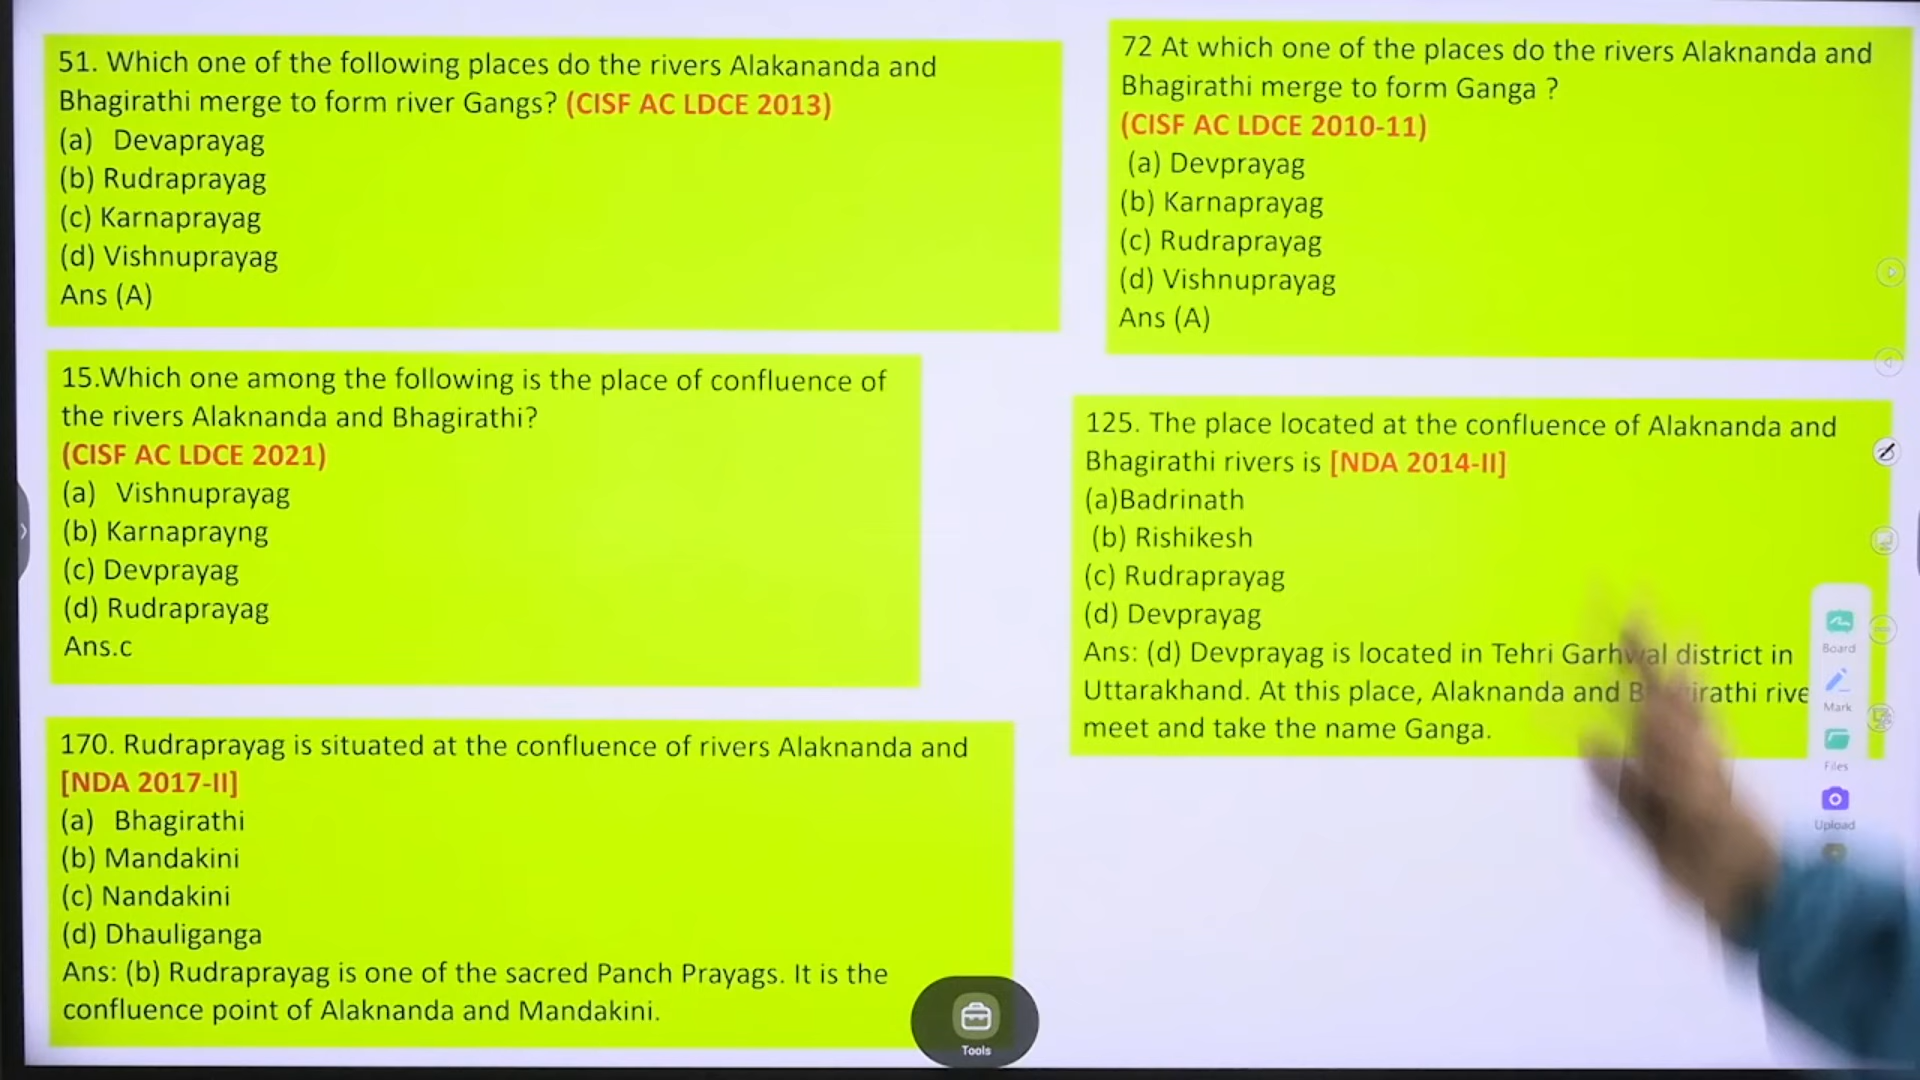 51. Which one of the following places do the rivers Alakananda and
Bhagirathi merge to form river Gangs? (CISF AC LDCE 2013)
(a) Devaprayag
(b) Rudraprayag
(c) Karnaprayag
(d) Vishnuprayag
Ans (A)
15.Which one among the following is the place of confluence of
the rivers Alaknanda and Bhagirathi?
(CISF AC LDCE 2021)
(a) Vishnuprayag
(b) Karnaprayng
(c) Devprayag
(d) Rudraprayag
Ans.c
170. Rudraprayag is situated at the confluence of rivers Alaknanda and
[NDA 2017-II]
(a) Bhagirathi
(b) Mandakini
(c) Nandakini
(d) Dhauliganga
Ans: (b) Rudraprayag is one of the sacred Panch Prayags. It is the
confluence point of Alaknanda and Mandakini.
72 At which one of the places do the rivers Alaknanda and
Bhagirathi merge to form Ganga ?
(CISF AC LDCE 2010-11)
(a) Devprayag
(b) Karnaprayag
(c) Rudraprayag
(d) Vishnuprayag
Ans (A)
125. The place located at the confluence of Alaknanda and
Bhagirathi rivers is [NDA 2014-II]
(a)Badrinath
(b) Rishikesh
(c) Rudraprayag
(d) Devprayag
Ans: (d) Devprayag is located in Tehri Garhwal district in
Uttarakhand. At this place, Alaknanda and rive
meet and take the name Ganga.
Board
Mark
Files
Upload
Tools